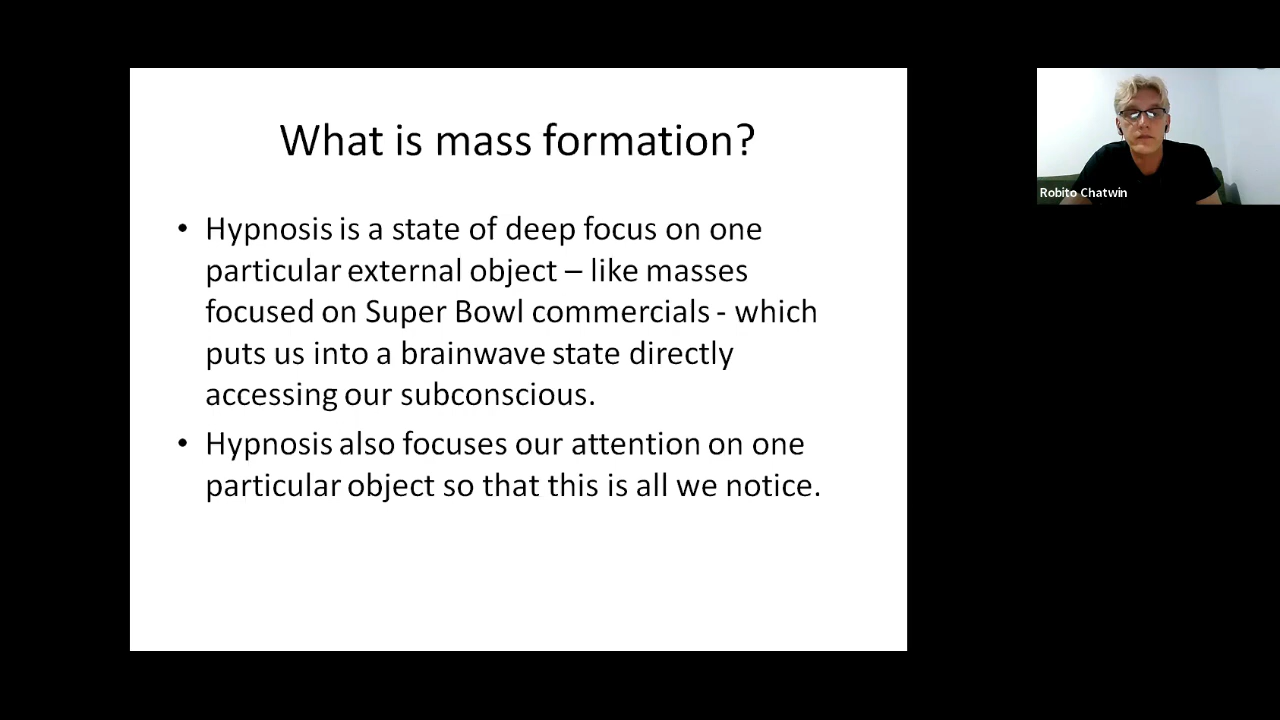 What is mass formation?
• Hypnosis is a state of deep focus on one
particular external object – like masses
focused on Super Bowl commercials - which
puts us into a brainwave state directly
accessing our subconscious.
• Hypnosis also focuses our attention on one
particular object so that this is all we notice.
Robito Chatwin